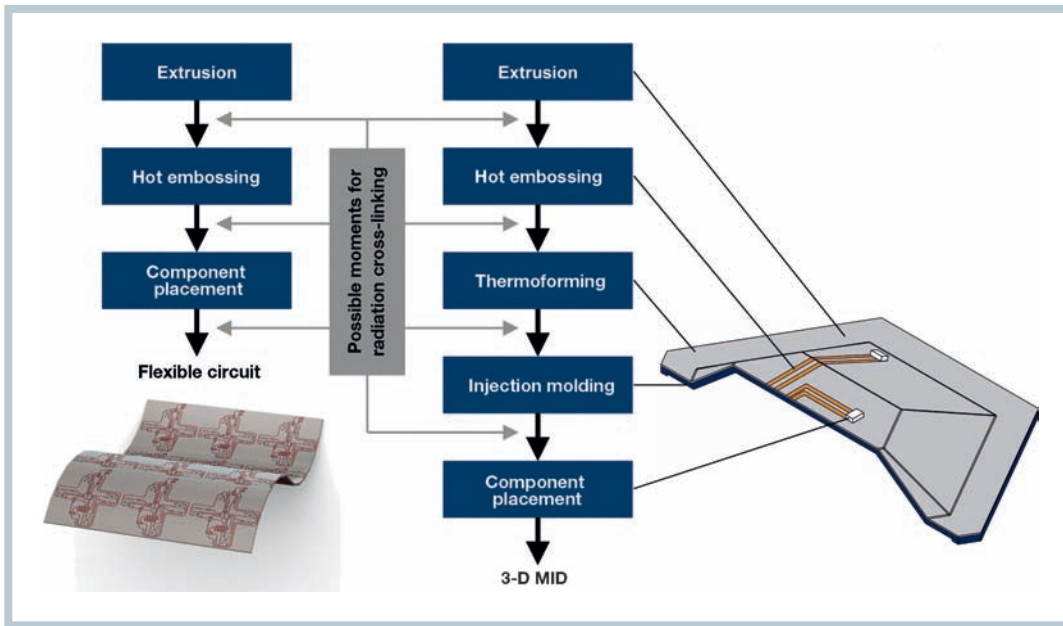 Extrusion
Hot embossing
Component
placement
Flexible circuit
Possible moments for
radiation cross-linking
Extrusion
Hot embossing
Thermoforming
Injection molding
Component
placement
3-D MID